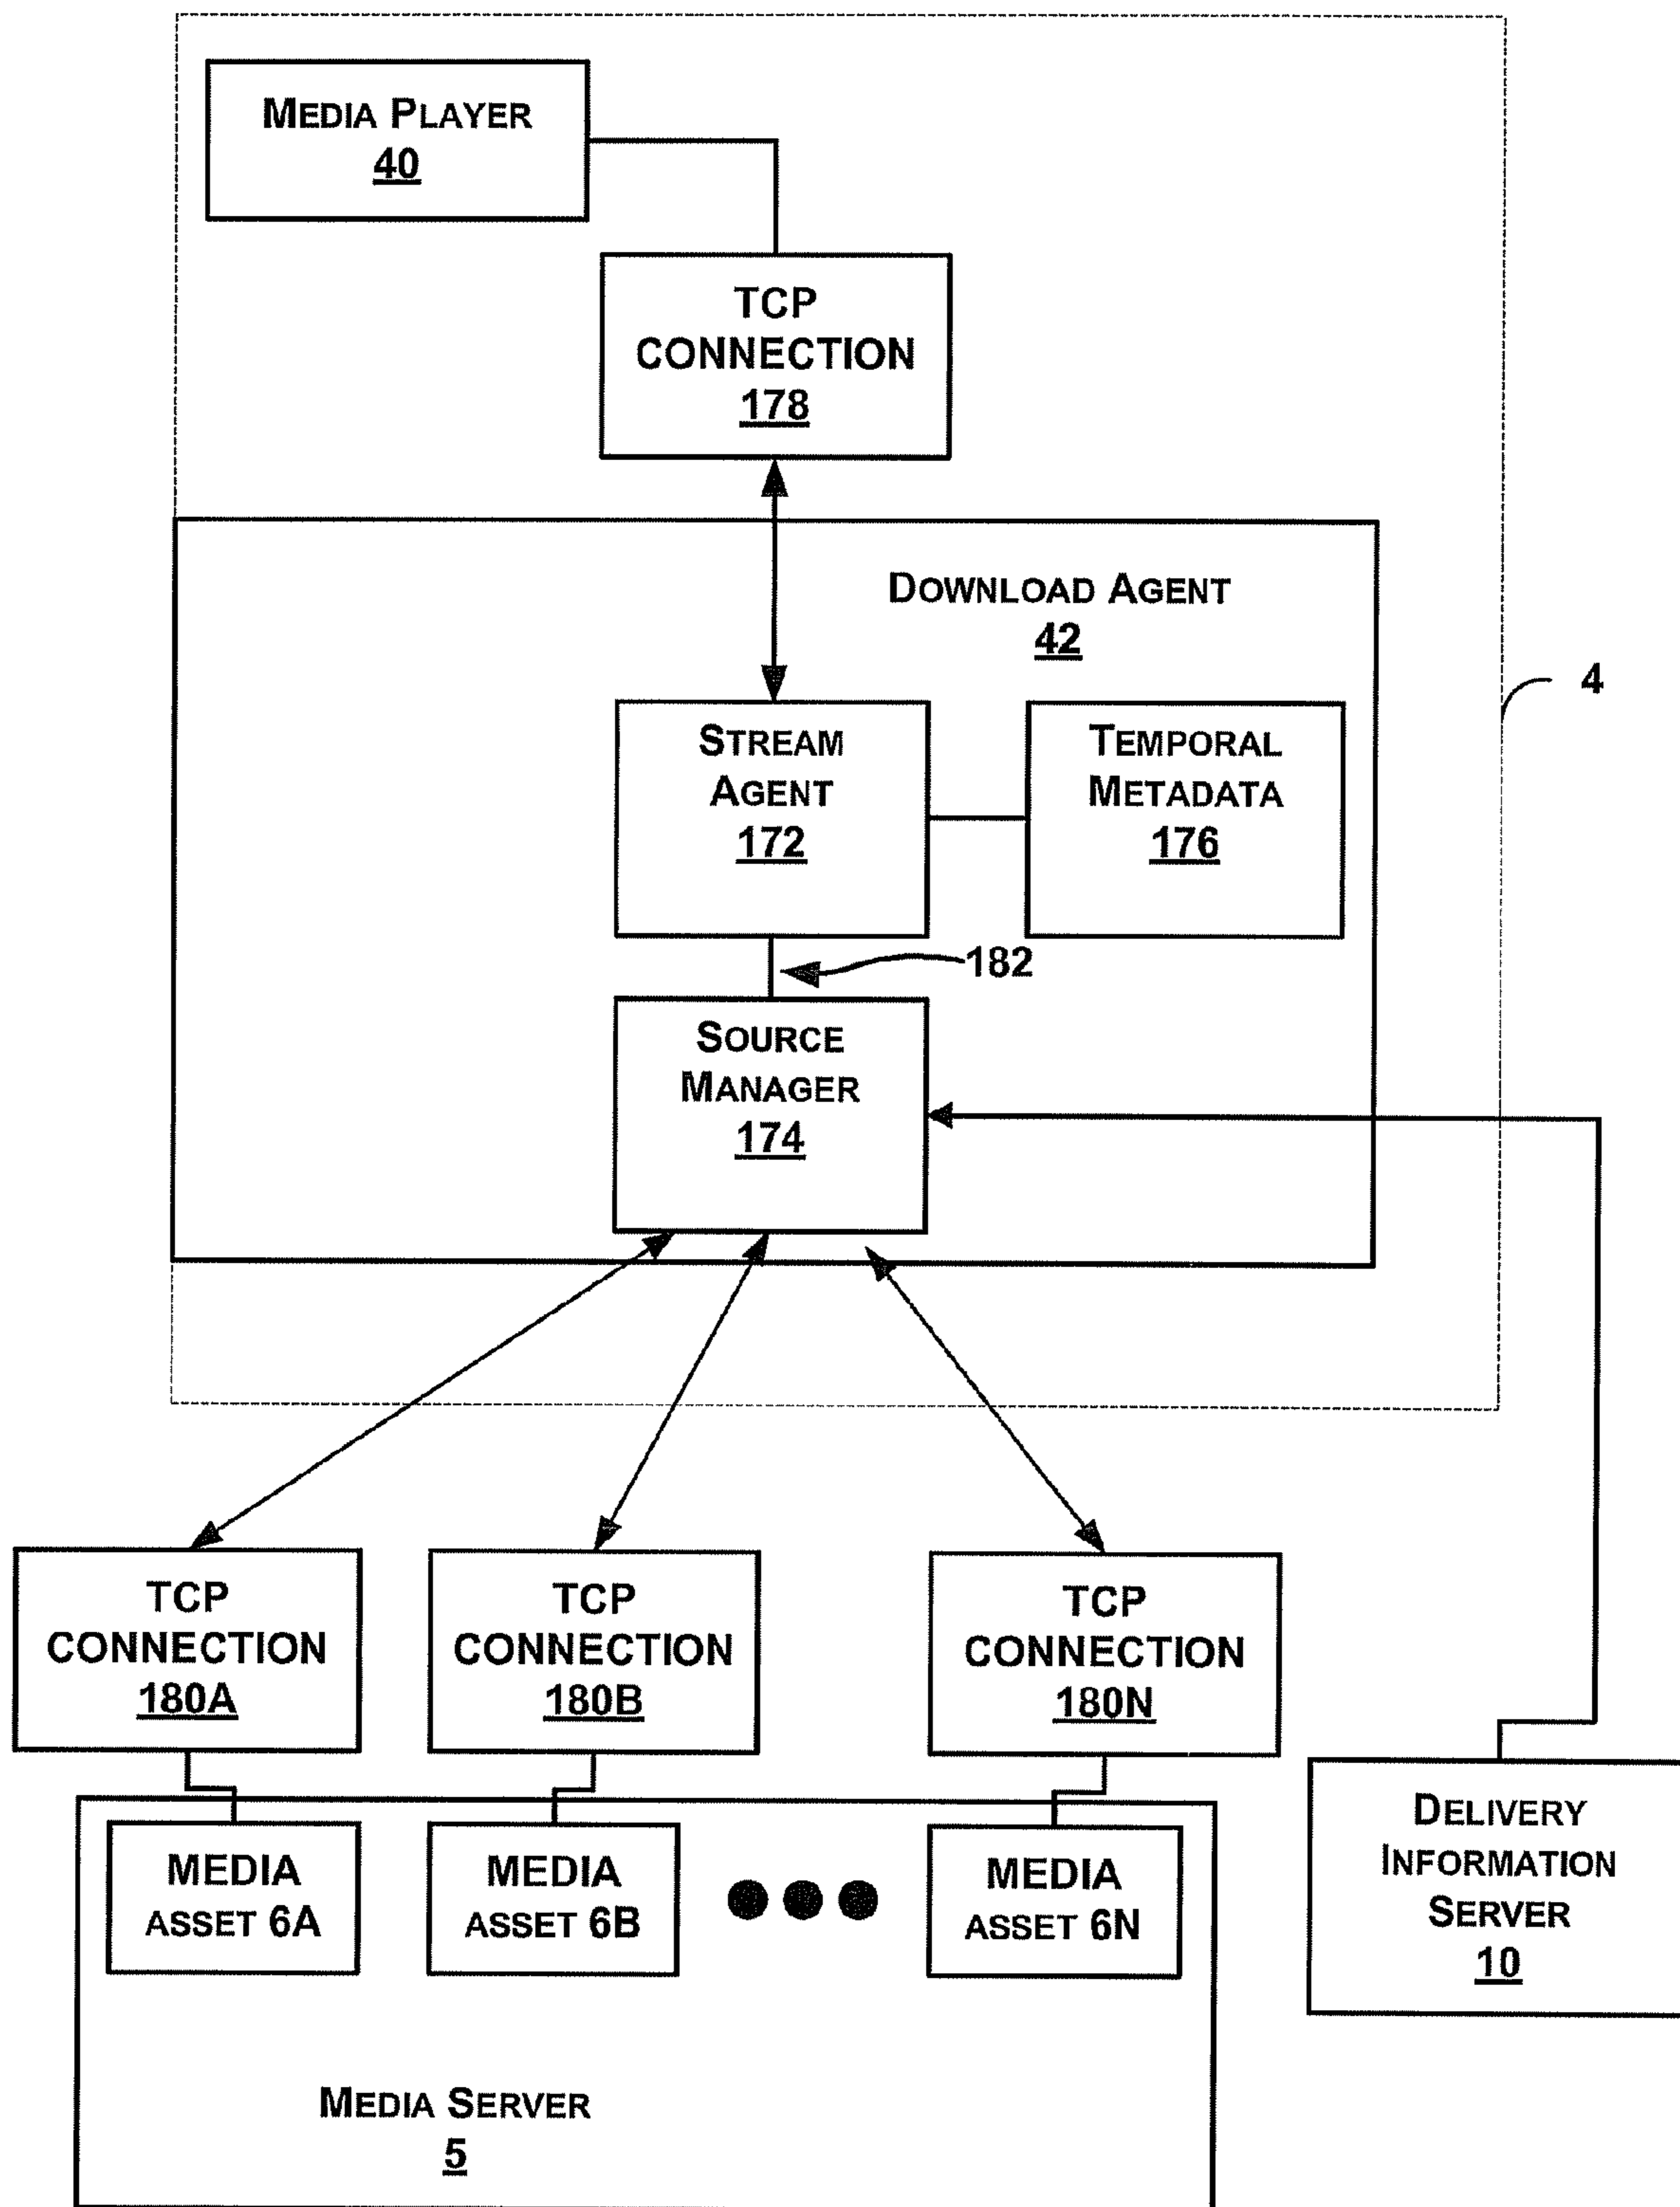 MEDIA PLAYER
40
TCP
CONNECTION
178
DOWNLOAD AGENT
42
4
STREAM
AGENT
172
TEMPORAL
METADATA
176
182
SOURCE
MANAGER
174
TCP
CONNECTION
180A
TCP
CONNECTION
180B
TCP
CONNECTION
180N
MEDIA
ASSET 6A
MEDIA
ASSET 6B
MEDIA
ASSET 6N
DELIVERY
INFORMATION
SERVER
10
MEDIA SERVER
5